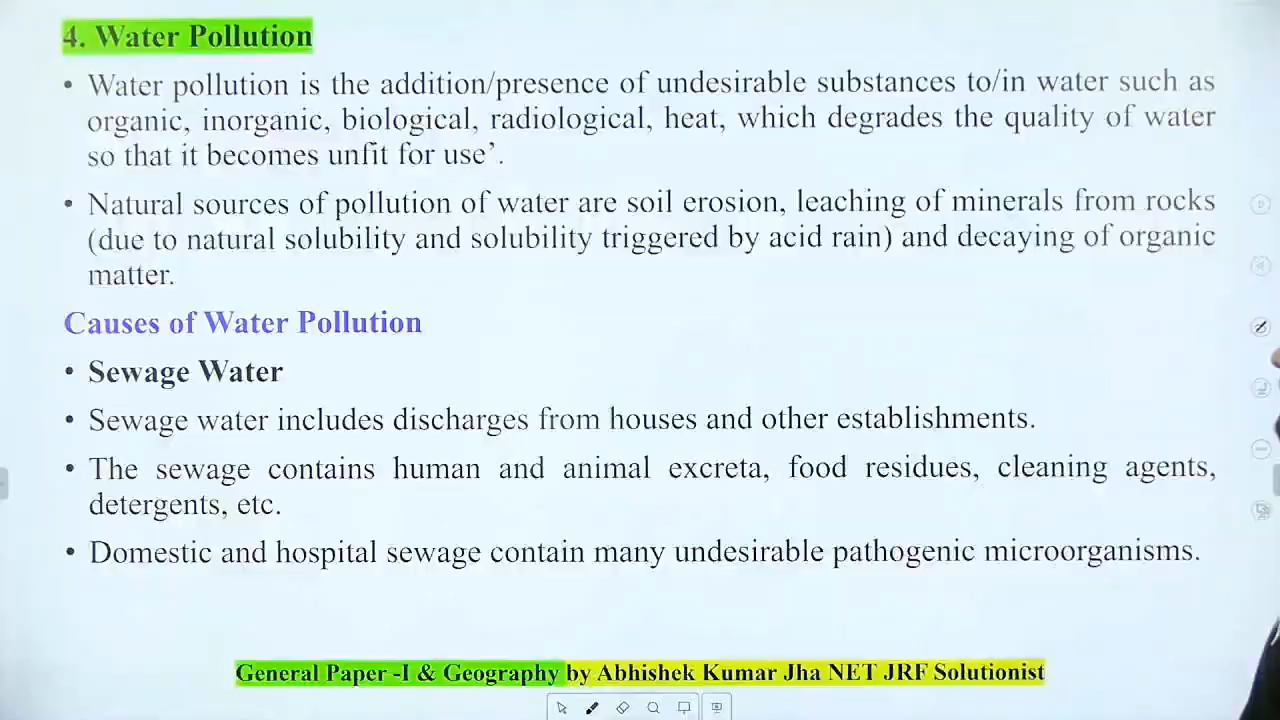 4. Water Pollution
• Water pollution is the addition/presence of undesirable substances to/in water such as
organic, inorganic, biological, radiological, heat, which degrades the quality of water
so that it becomes unfit for use’.
• Natural sources of pollution of water are soil erosion, leaching of minerals from rocks
(due to natural solubility and solubility triggered by acid rain) and decaying of organic
matter.
Causes of Water Pollution
• Sewage Water
• Sewage water includes discharges from houses and other establishments.
• The sewage contains human and animal excreta, food residues, cleaning agents,
detergents, etc.
• Domestic and hospital sewage contain many undesirable pathogenic microorganisms.
General Paper -I & Geography by Abhishek Kumar Jha NET JRF Solutionist